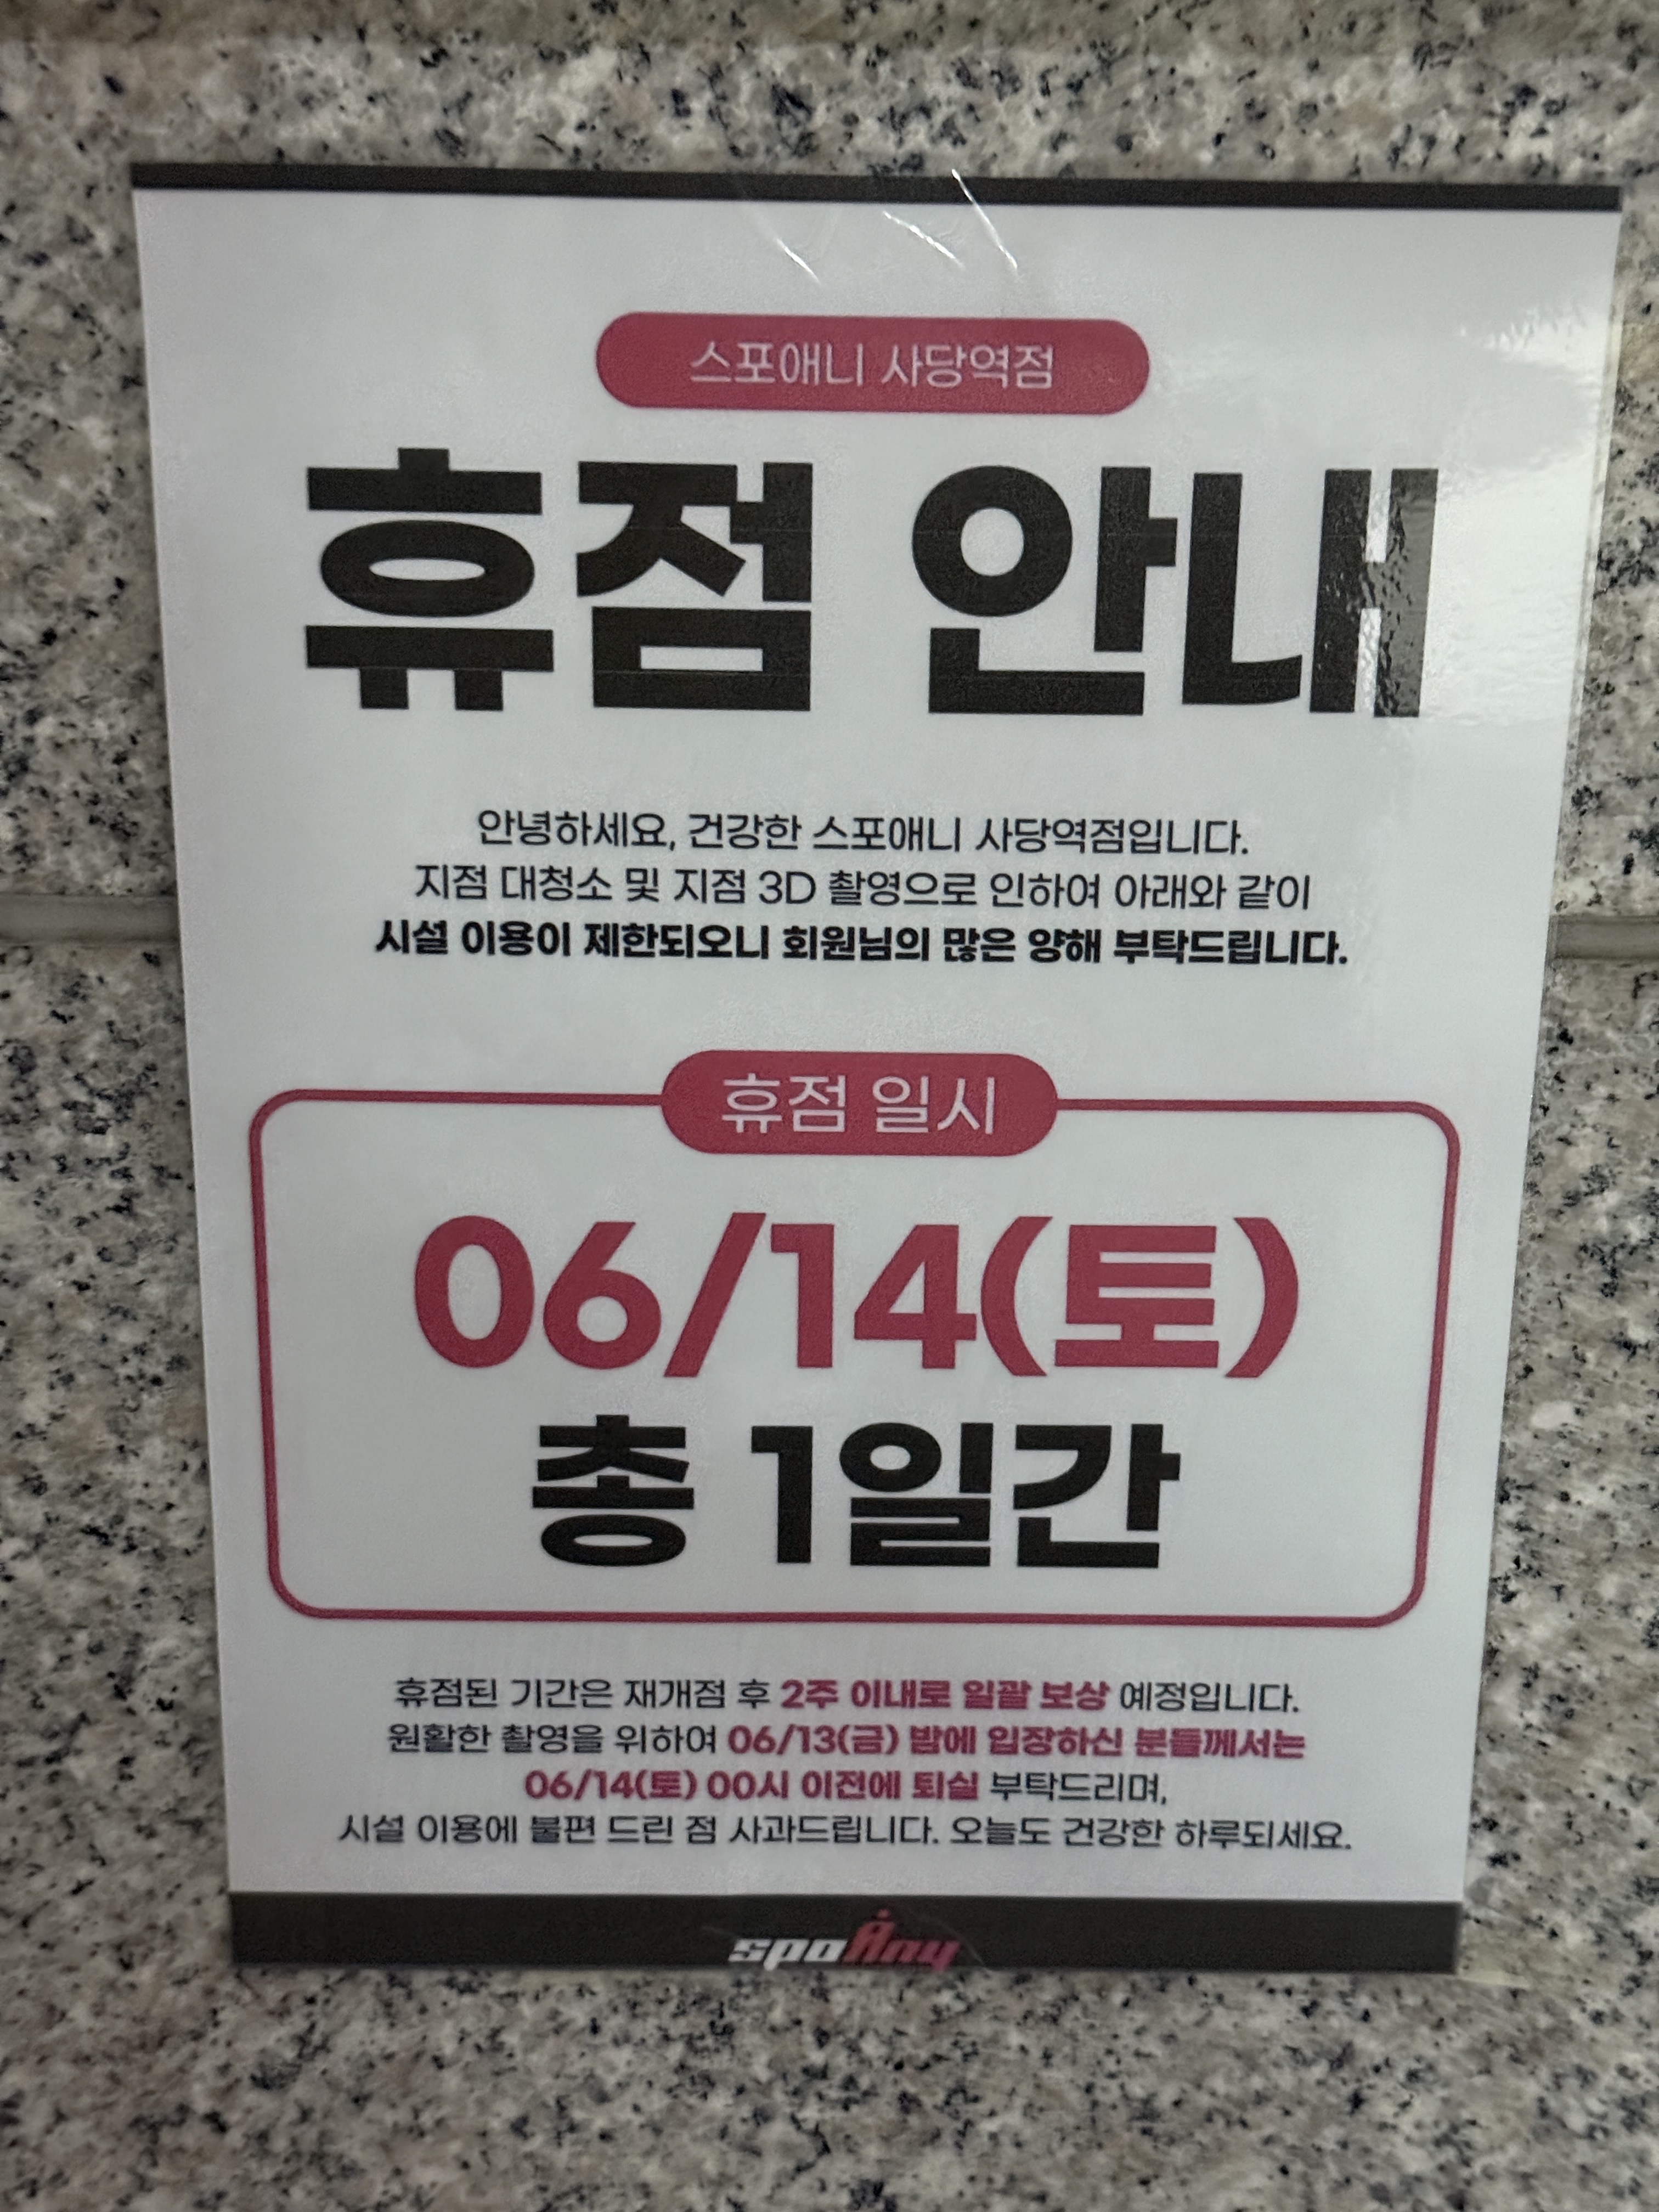 스포애니 사당역점
휴점 안내
안녕하세요, 건강한 스포애니 사당역점입니다.
지점 대청소 및 지점 3D 촬영으로 인하여 아래와 같이
시설 이용이 제한되오니 회원님의 많은 양해 부탁드립니다.
휴점 일시
06/14(토)
총 1일간
휴점된 기간은 재개점 후 2주 이내로 일괄 보상 예정입니다.
원활한 촬영을 위하여 06/13(금) 밤에 입장하신 분들께서는
06/14(토) 00시 이전에 퇴실 부탁드리며,
시설 이용에 불편 드린 점 사과드립니다. 오늘도 건강한 하루되세요.
spoAny